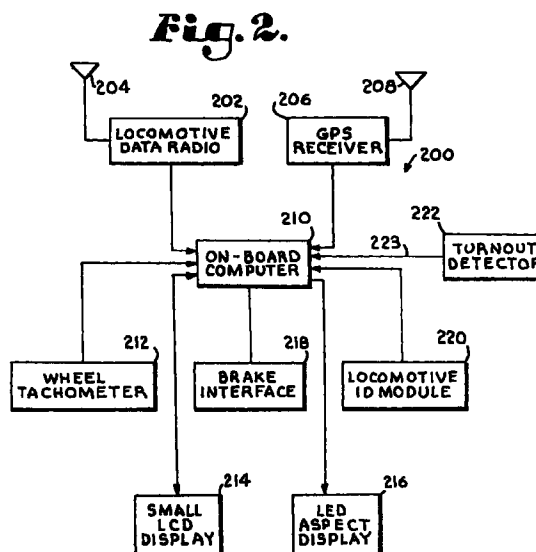 Fig. 2.
204
208
202
206
LOCOMOTIVE
DATA RADIO
GPS
RECEIVER
200
210
222
223
ON-BOARD
COMPUTER
TURNOUT
DETECTOR
212
218
220
WHEEL
TACHOMETER
BRAKE
INTERFACE
LOCOMOTIVE
ID MODULE
214
216
SMALL
LCD
DISPLAY
LED
ASPECT
DISPLAY